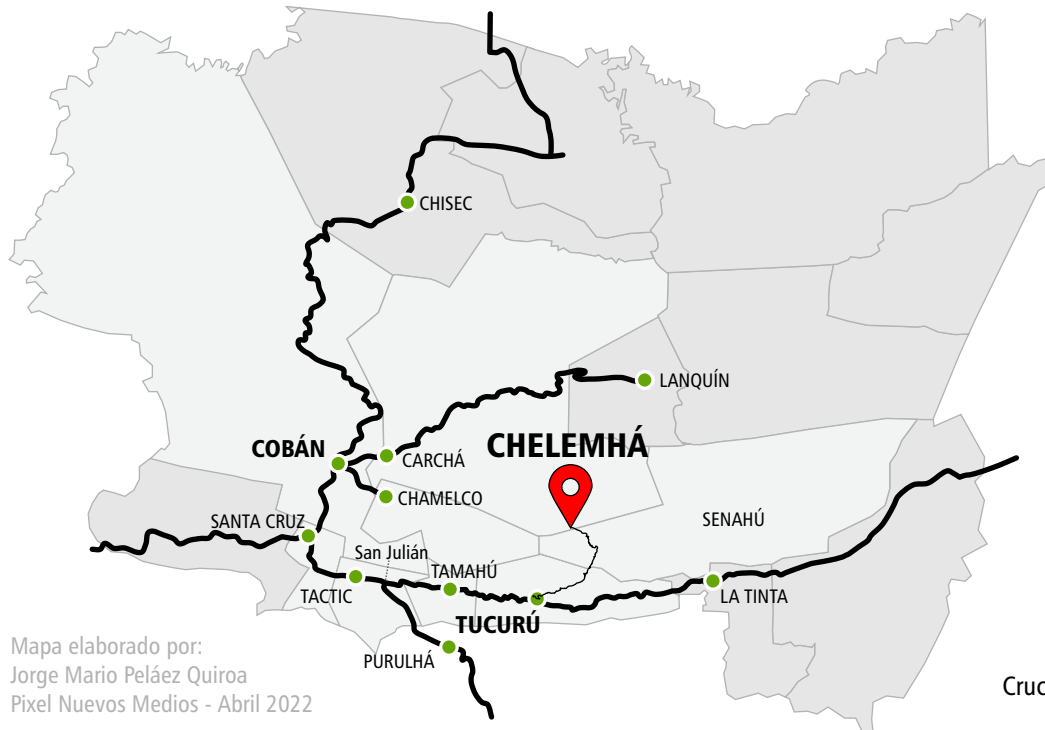 CHISEC
LANQUÍN
COBÁN
CHELEMHÁ
CARCHÁ
CHAMELCO
SANTA CRUZ
SENAHÚ
San Julián
TAMAHÚ
TACTIC
LA TINTA
TUCURÚ
PURULHÁ
Mapa elaborado por:
Jorge Mario Peláez Quiroa
Pixel Nuevos Medios - Abril 2022
Cruc